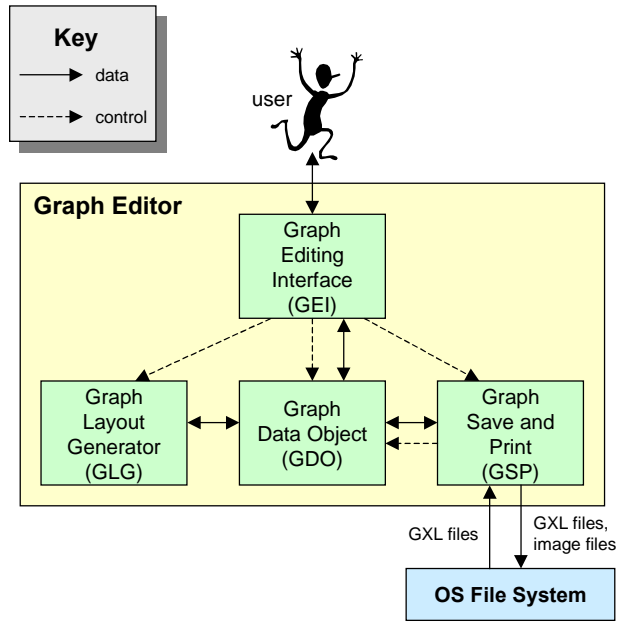 Key
data
control
user
Graph Editor
Graph
Editing
Interface
(GEI)
Graph
Layout
Generator
(GLG)
Graph
Data Object
(GDO)
Graph
Save and
Print
(GSP)
GXL files
GXL files,
image files
OS File System